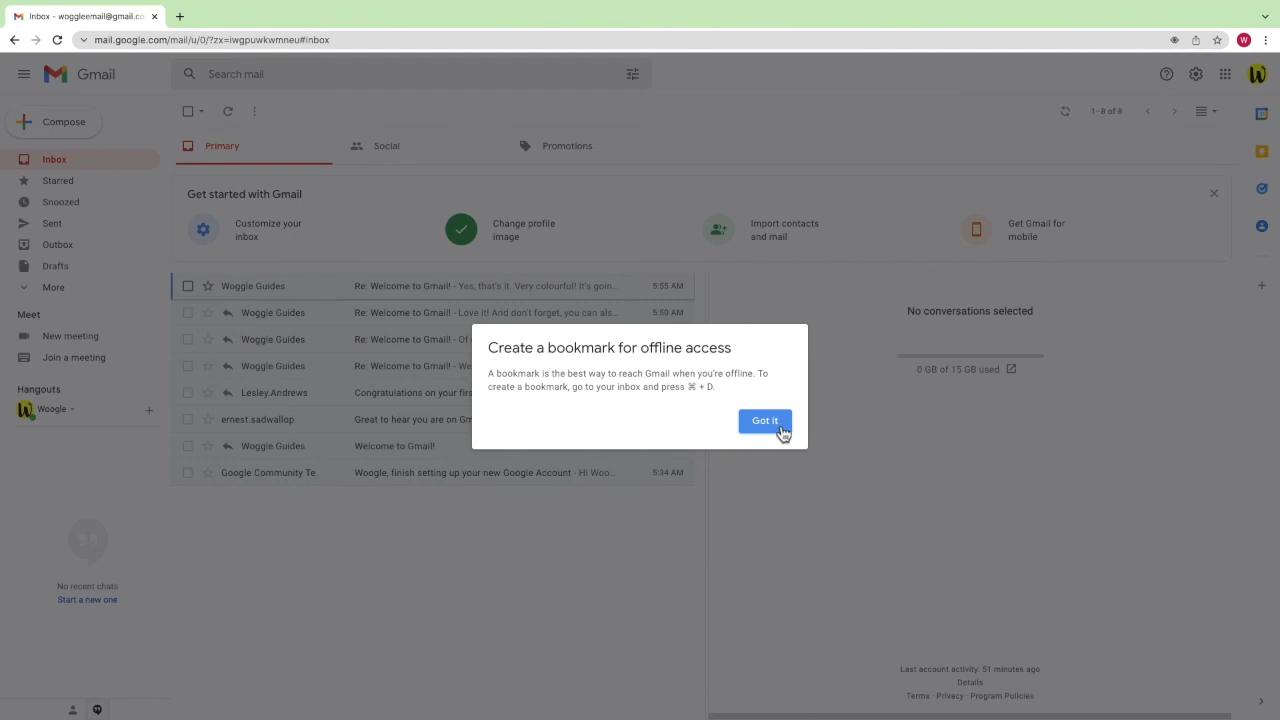 Inbox - woggleemail@gmail.co
mail.google.com/mail/u/0/?zx=iwgpuwkwmneu#inbox
W
Gmail
Search mail
Compose
1–8 of 8
Primary
Social
Promotions
Inbox
Starred
Snoozed
Sent
Outbox
Drafts
More
Get started with Gmail
Customize your
inbox
Change profile
image
Import contacts
and mail
Get Gmail for
mobile
Woggle Guides Re: Welcome to Gmail! - Yes, that's it. Very colourful! It's goin... 5:55 AM
Woggle Guides Re: Welcome to Gmail! - Love it! And don't forget, you can als... 5:50 AM
Woggle Guides Re: Welcome to Gmail! - Of
Woggle Guides Re: Welcome to Gmail! - We
Lesley.Andrews Congratulations on your firs
ernest.sadwallop Great to hear you are on Gm
Woggle Guides Welcome to Gmail!
Google Community Te. Woogle, finish setting up your new Google Account - Hi Woo... 5:34 AM
Meet
New meeting
Join a meeting
Hangouts
Woogle
No recent chats
Start a new one
No conversations selected
0 GB of 15 GB used
Create a bookmark for offline access
A bookmark is the best way to reach Gmail when you're offline. To
create a bookmark, go to your inbox and press ⌘ + D.
Got it
Last account activity: 51 minutes ago
Details
Terms · Privacy · Program Policies